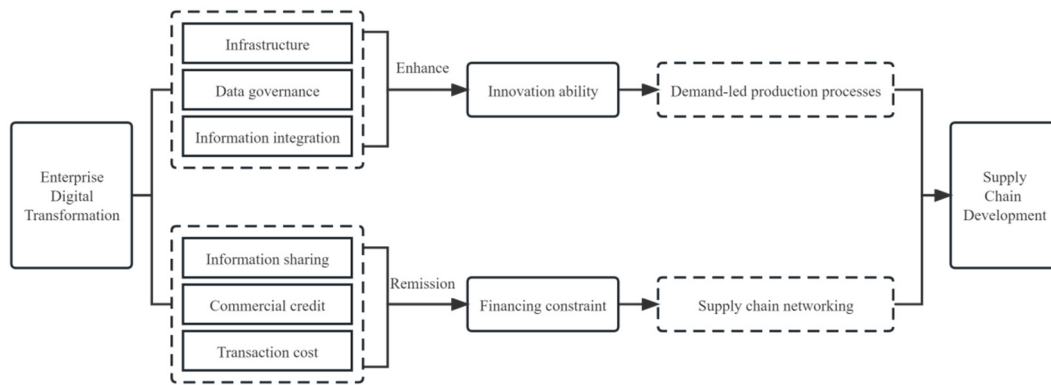 Enterprise
Digital
Transformation
Infrastructure
Data governance
Information integration
Enhance
Innovation ability
Demand-led production processes
Information sharing
Commercial credit
Transaction cost
Remission
Financing constraint
Supply chain networking
Supply
Chain
Development